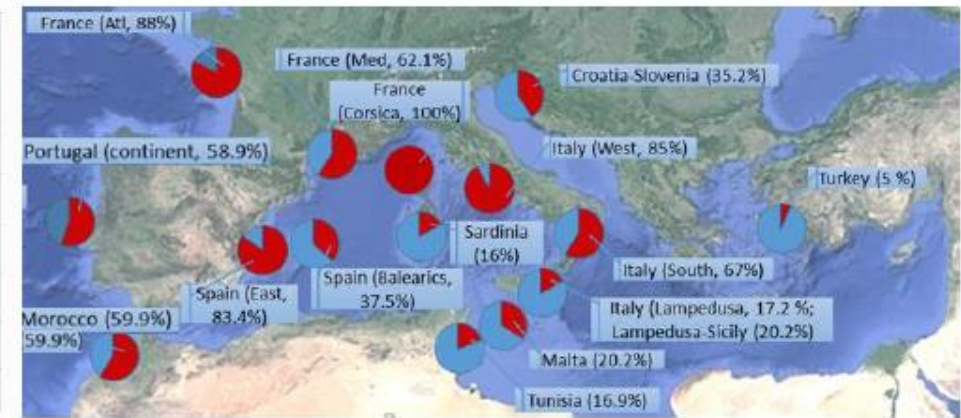 France (Atl, 88%)
France (Med, 62.1%)
France
(Corsica, 100%)
Croatia-Slovenia (35.2%)
Portugal (continent, 58.9%)
Italy (West, 85%)
Turkey (5 %)
Sardinia
(16%)
Italy (South, 67%)
Spain (Balearics,
37.5%)
Spain (East,
83.4%)
Italy (Lampedusa, 17.2 %;
Lampedusa-Sicily (20.2%)
Morocco (59.9%)
59.9%)
Malta (20.2%)
Tunisia (16.9%)